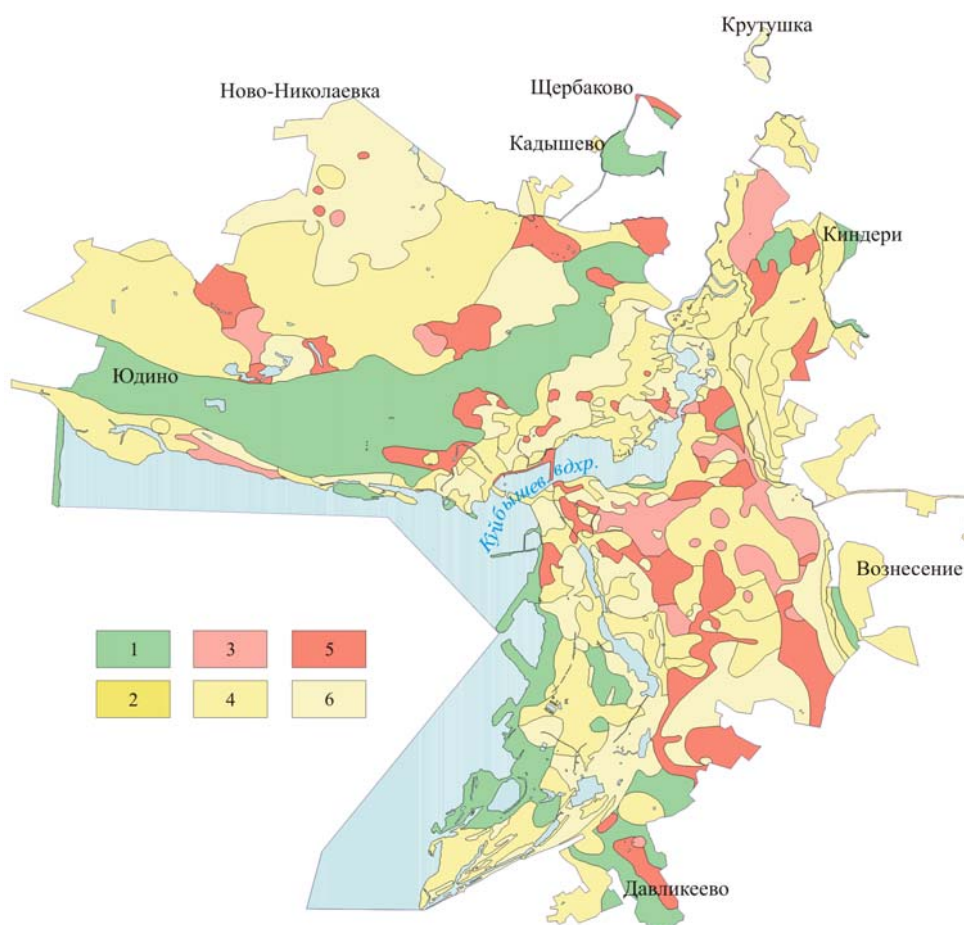 Крутушка
Ново-Николаевка
Щербаково
Кадышево
Киндери
Юдино
Куйбышев. вдхр.
Вознесение
1 3 5
2 4 6
Давликеево